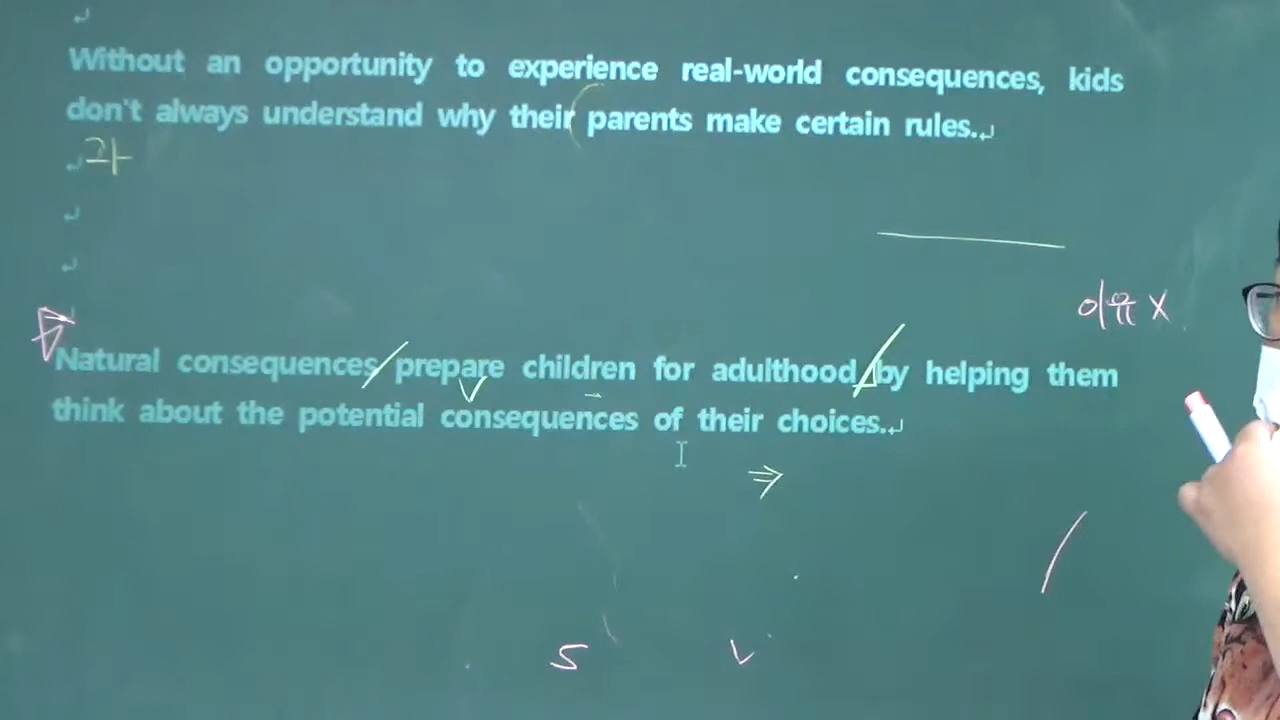 Without an opportunity to experience real-world consequences, kids
don't always understand why their parents make certain rules.
이유 X
Natural consequences prepare children for adulthood by helping them
think about the potential consequences of their choices.
S V